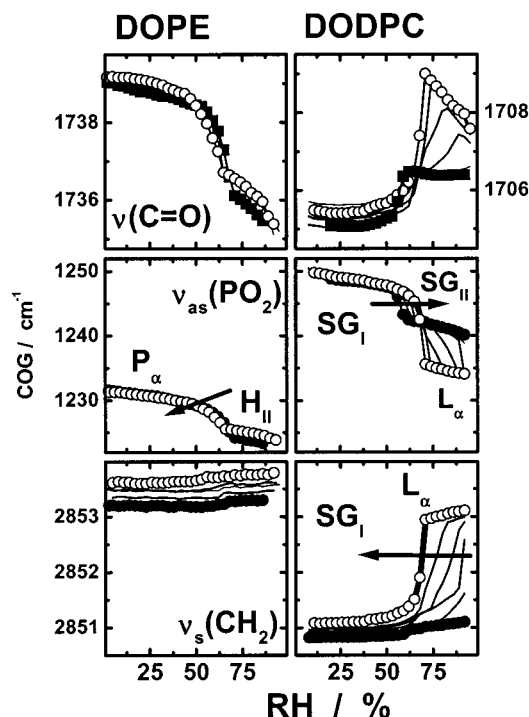 DOPE DODPC
1738
1736
ν(C=O)
1708
1706
COG / cm⁻¹
1250
1240
1230
νas(PO₂)
Pα
HII
SGII
SGI
Lα
2853
2852
2851
νs(CH₂)
Lα
SGI
25 50 75 25 50 75
RH / %